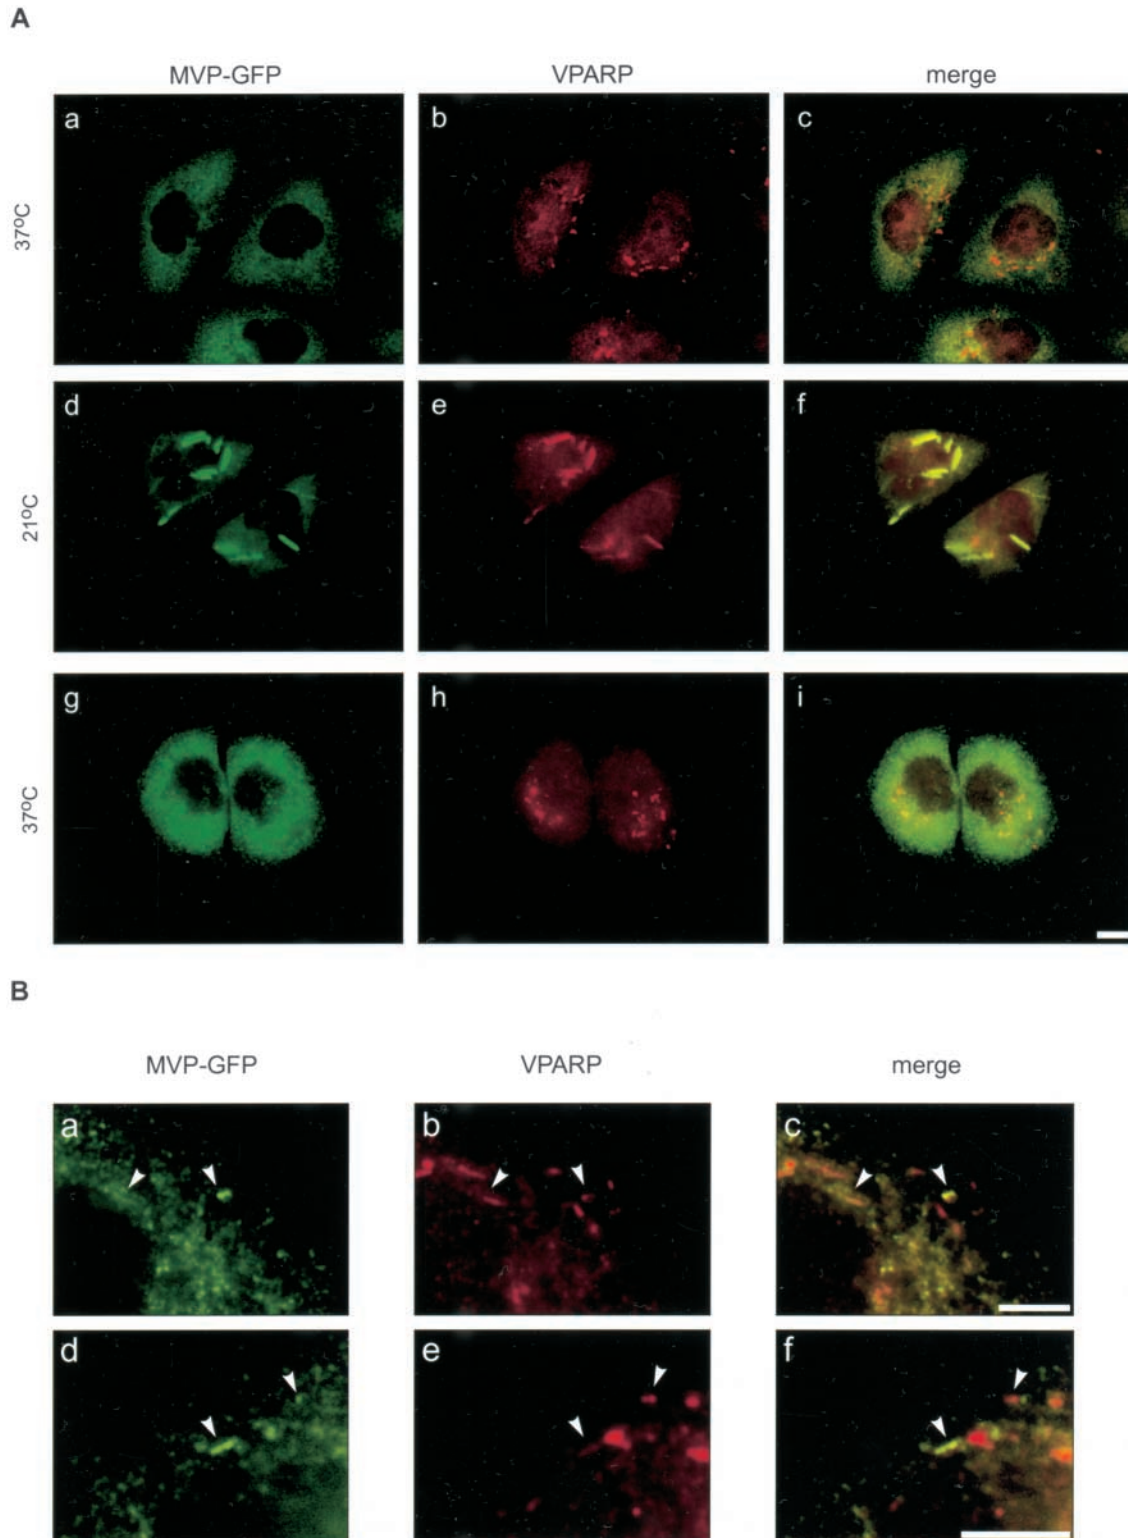 A
MVP-GFP VPARP merge
37ºC
a b c
21ºC
d e f
37ºC
g h i
B
MVP-GFP VPARP merge
a b c
d e f